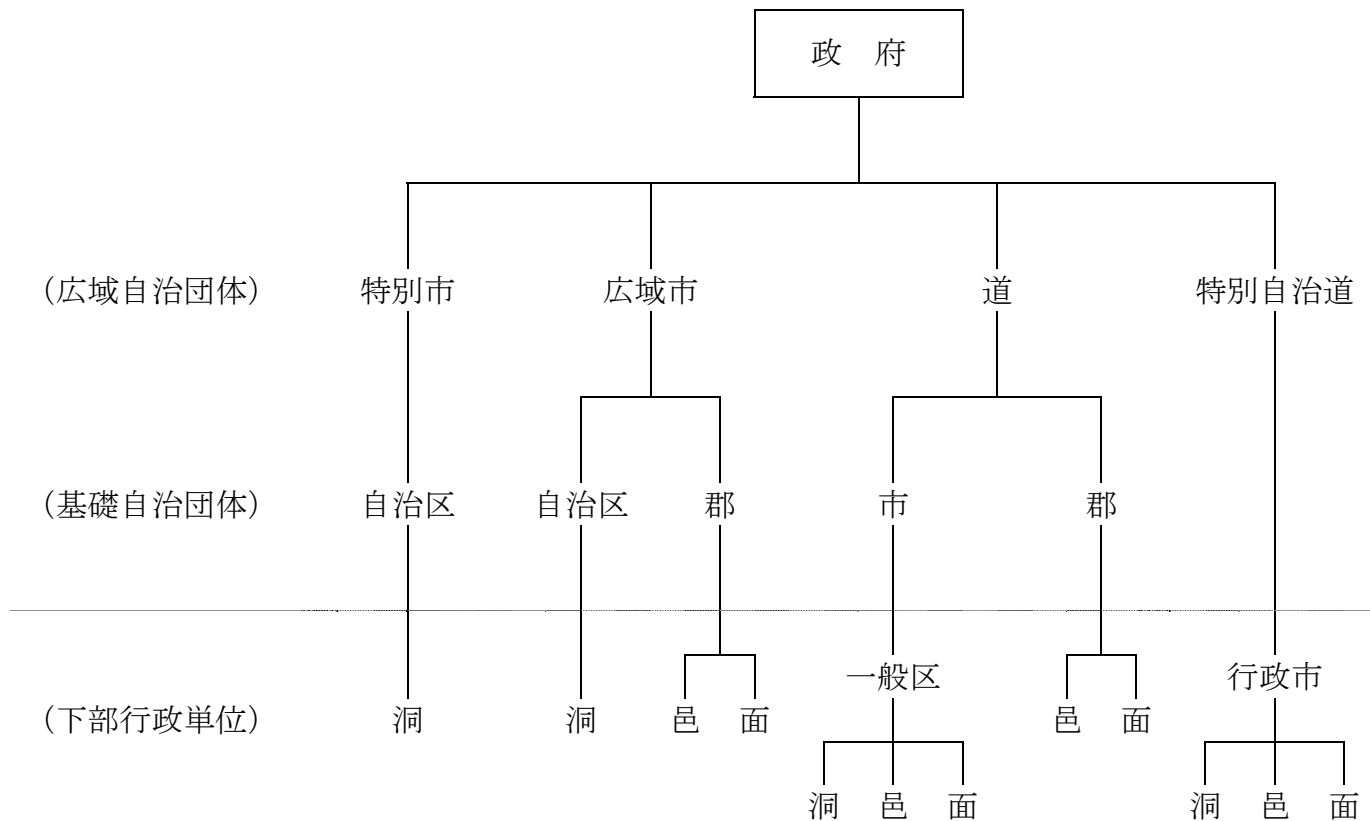 政　府
（広域自治団体）　特別市　広域市　道　特別自治道
（基礎自治団体）　自治区　自治区　郡　市　郡
一般区　行政市
（下部行政単位）　洞　洞　邑　面　邑　面
洞　邑　面　洞　邑　面